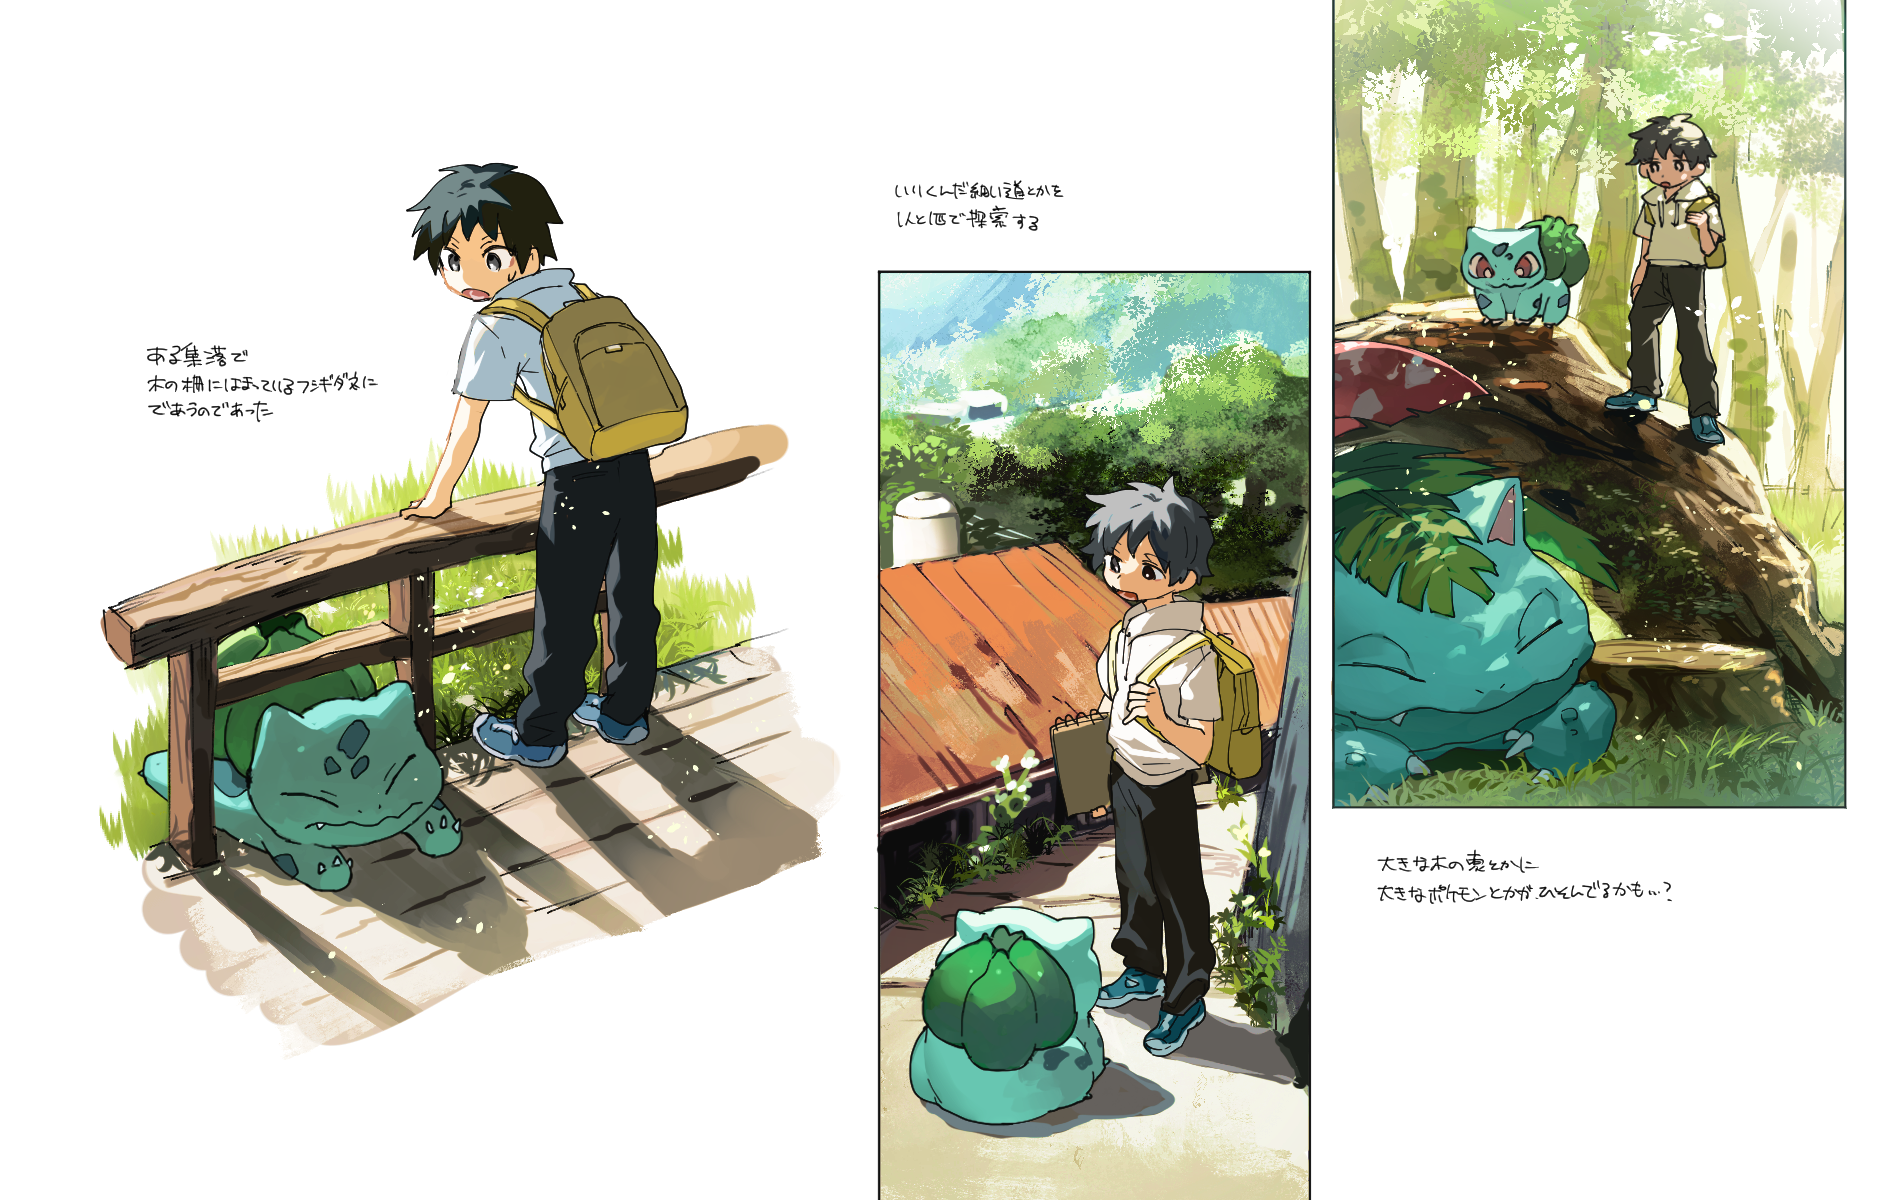 ある集落で
木の柵にはまっているフシギダネに
であうのであった
いりくんだ細い道とかを
1人と1匹で探索する
大きな木の裏とかに
大きなポケモンとかが、ひそんでるかも…?